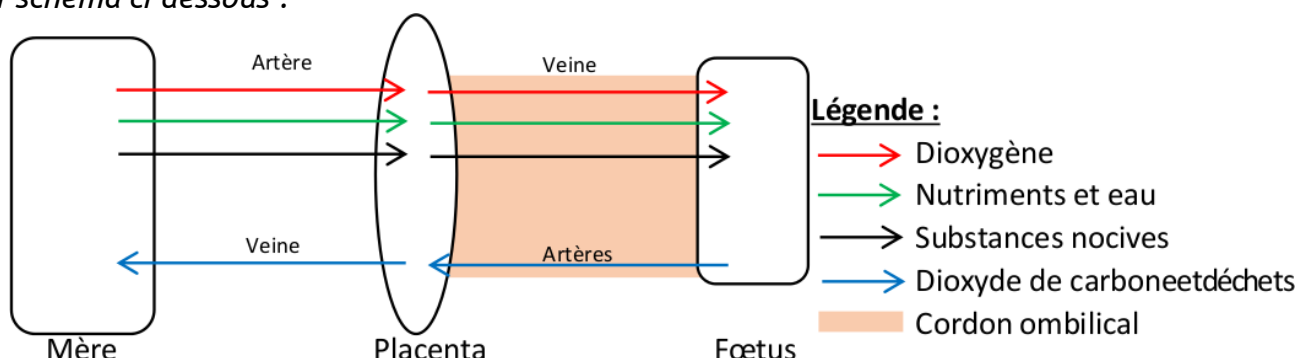 r schéma ci dessous :
Artère
Veine
Légende :
Dioxygène
Nutriments et eau
Substances nocives
Veine
Artères
Dioxyde de carboneetdéchets
Cordon ombilical
Mère
Placenta
Fœtus